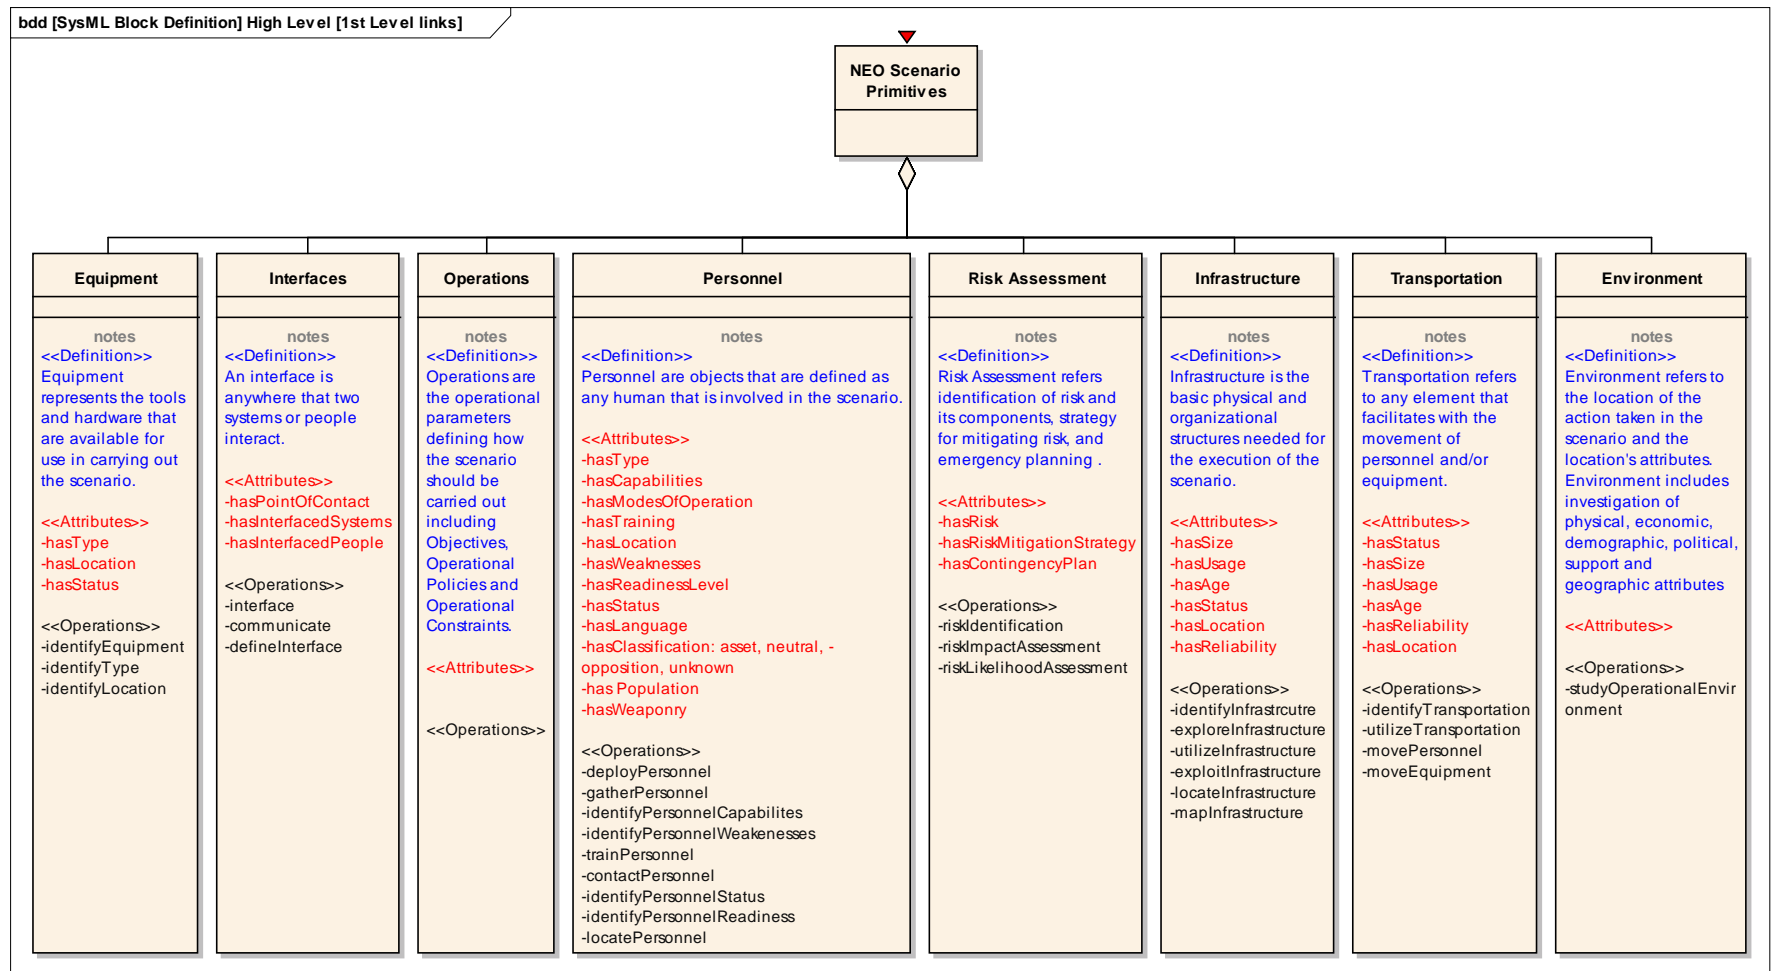 bdd [SysML Block Definition] High Level [1st Level links]
NEO Scenario
Primitives
Equipment
notes
<<Definition>>
Equipment
represents the tools
and hardware that
are available for
use in carrying out
the scenario.
<<Attributes>>
-hasType
-hasLocation
-hasStatus
<<Operations>>
-identifyEquipment
-identifyType
-identifyLocation
Interfaces
notes
<<Definition>>
An interface is
anywhere that two
systems or people
interact.
<<Attributes>>
-hasPointOfContact
-hasInterfacedSystems
-hasInterfacedPeople
<<Operations>>
-interface
-communicate
-defineInterface
Operations
notes
<<Definition>>
Operations are
the operational
parameters
defining how
the scenario
should be
carried out
including
Objectives,
Operational
Policies and
Operational
Constraints.
<<Attributes>>
<<Operations>>
Personnel
notes
<<Definition>>
Personnel are objects that are defined as
any human that is involved in the scenario.
<<Attributes>>
-hasType
-hasCapabilities
-hasModesOfOperation
-hasTraining
-hasLocation
-hasWeaknesses
-hasReadinessLevel
-hasStatus
-hasLanguage
-hasClassification: asset, neutral, -
opposition, unknown
-has Population
-hasWeaponry
<<Operations>>
-deployPersonnel
-gatherPersonnel
-identifyPersonnelCapabilites
-identifyPersonnelWeakenesses
-trainPersonnel
-contactPersonnel
-identifyPersonnelStatus
-identifyPersonnelReadiness
-locatePersonnel
Risk Assessment
notes
<<Definition>>
Risk Assessment refers
identification of risk and
its components, strategy
for mitigating risk, and
emergency planning .
<<Attributes>>
-hasRisk
-hasRiskMitigationStrategy
-hasContingencyPlan
<<Operations>>
-riskIdentification
-riskImpactAssessment
-riskLikelihoodAssessment
Infrastructure
notes
<<Definition>>
Infrastructure is the
basic physical and
organizational
structures needed for
the execution of the
scenario.
<<Attributes>>
-hasSize
-hasUsage
-hasAge
-hasStatus
-hasLocation
-hasReliability
<<Operations>>
-identifyInfrastrcutre
-exploreInfrastructure
-utilizeInfrastructure
-exploitInfrastructure
-locateInfrastructure
-mapInfrastructure
Transportation
notes
<<Definition>>
Transportation refers
to any element that
facilitates with the
movement of
personnel and/or
equipment.
<<Attributes>>
-hasStatus
-hasSize
-hasUsage
-hasAge
-hasReliability
-hasLocation
<<Operations>>
-identifyTransportation
-utilizeTransportation
-movePersonnel
-moveEquipment
Environment
notes
<<Definition>>
Environment refers to
the location of the
action taken in the
scenario and the
location's attributes.
Environment includes
investigation of
physical, economic,
demographic, political,
support and
geographic attributes
<<Attributes>>
<<Operations>>
-studyOperationalEnvir
onment